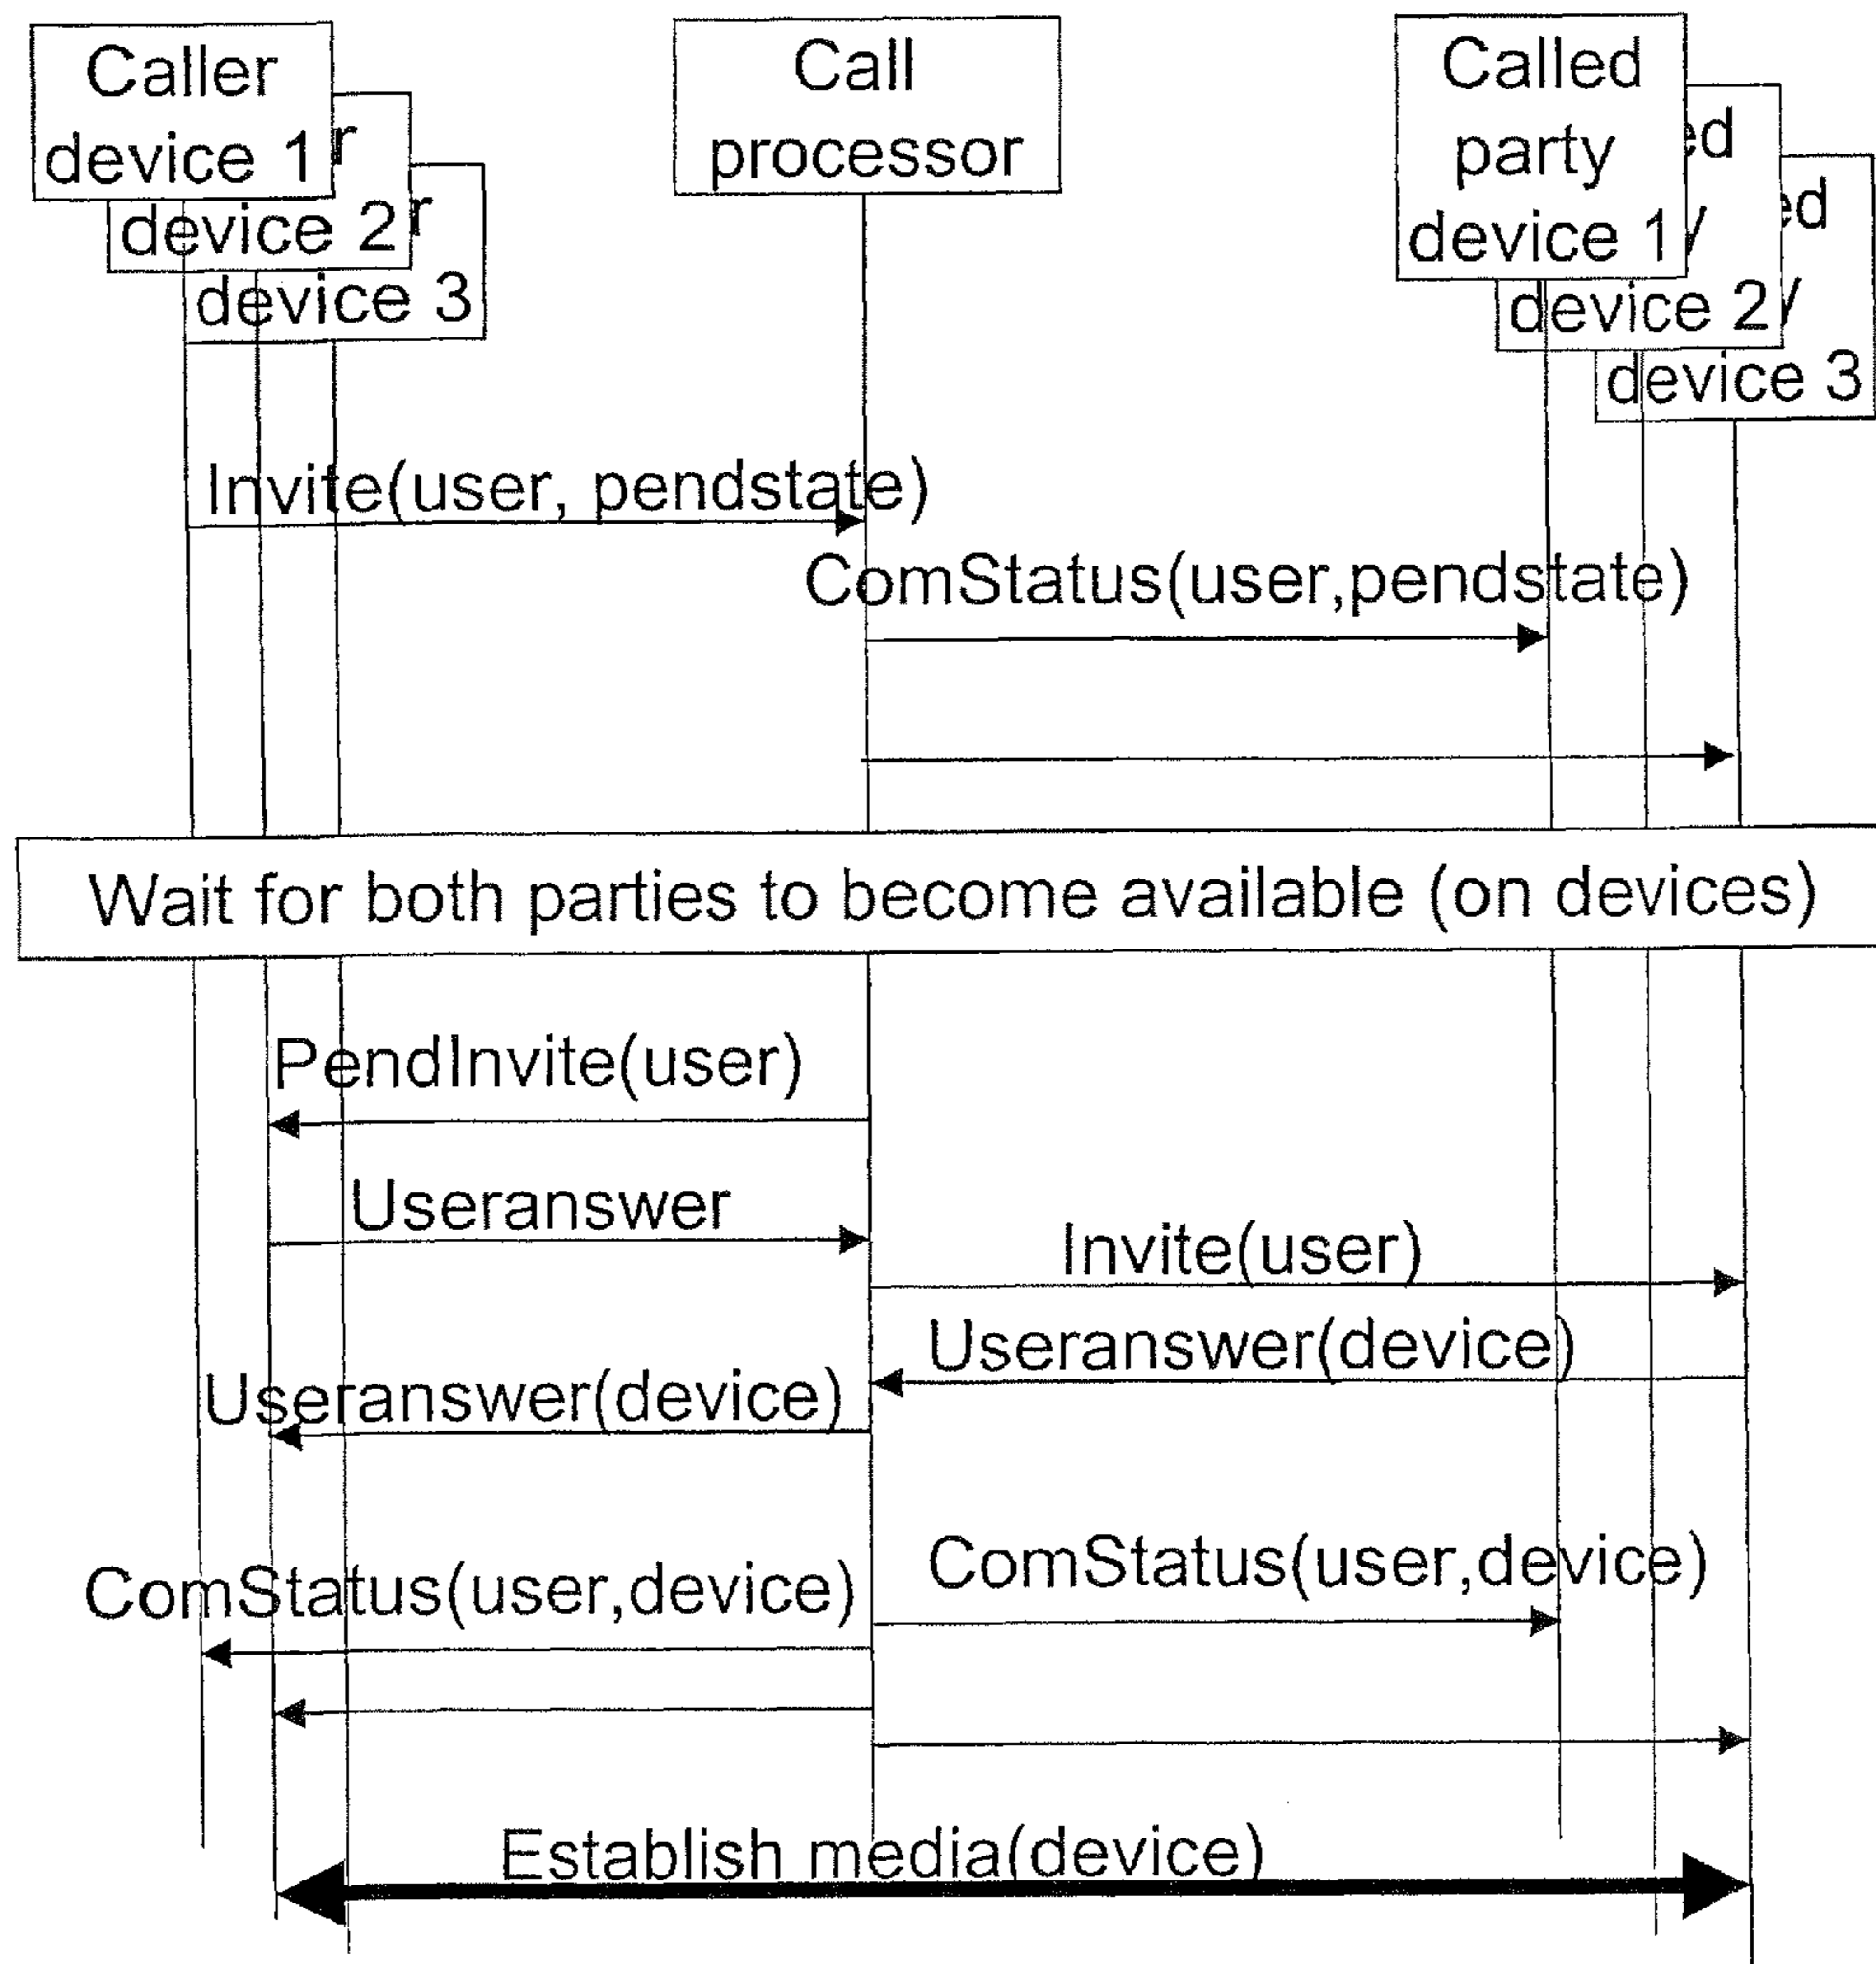 Caller
device 1
r
device 2
r
device 3
Call
processor
Called
party
device 1
ed
y
device 2
ed
y
device 3
Invite(user, pendstate)
ComStatus(user,pendstate)
Wait for both parties to become available (on devices)
PendInvite(user)
Useranswer
Invite(user)
Useranswer(device)
Useranswer(device)
ComStatus(user,device)
ComStatus(user,device)
Establish media(device)